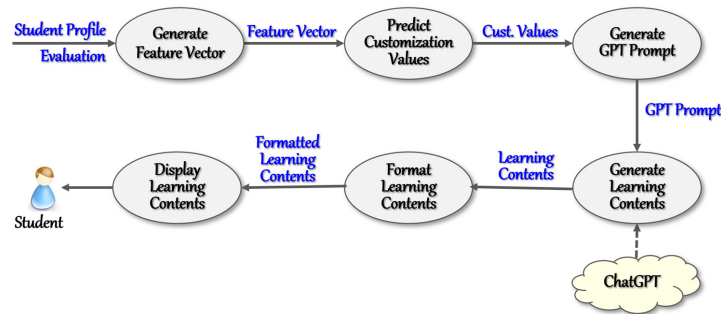 Student Profile
Evaluation
Generate
Feature Vector
Feature Vector
Predict
Customization
Values
Cust. Values
Generate
GPT Prompt
GPT Prompt
Generate
Learning
Contents
Learning
Contents
Format
Learning
Contents
Formatted
Learning
Contents
Display
Learning
Contents
Student
ChatGPT